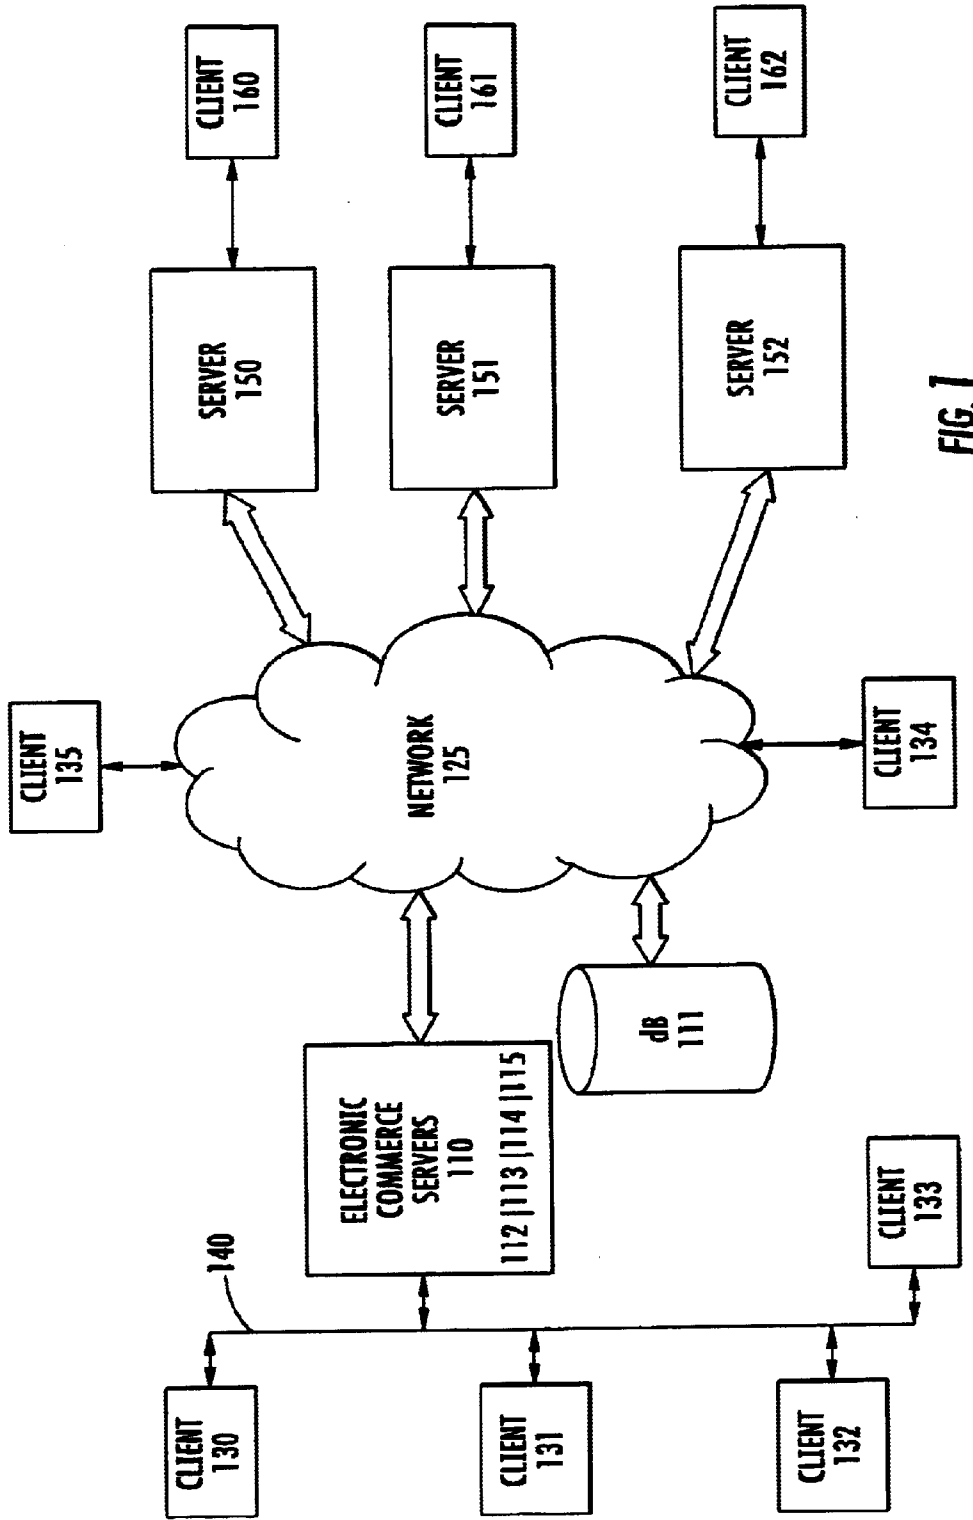 CLIENT
160
CLIENT
161
CLIENT
162
SERVER
150
SERVER
151
SERVER
152
CLIENT
135
NETWORK
125
CLIENT
134
ELECTRONIC
COMMERCE
SERVERS
110
112|113|114|115
dB
111
140
CLIENT
130
CLIENT
131
CLIENT
132
CLIENT
133
FIG. 1